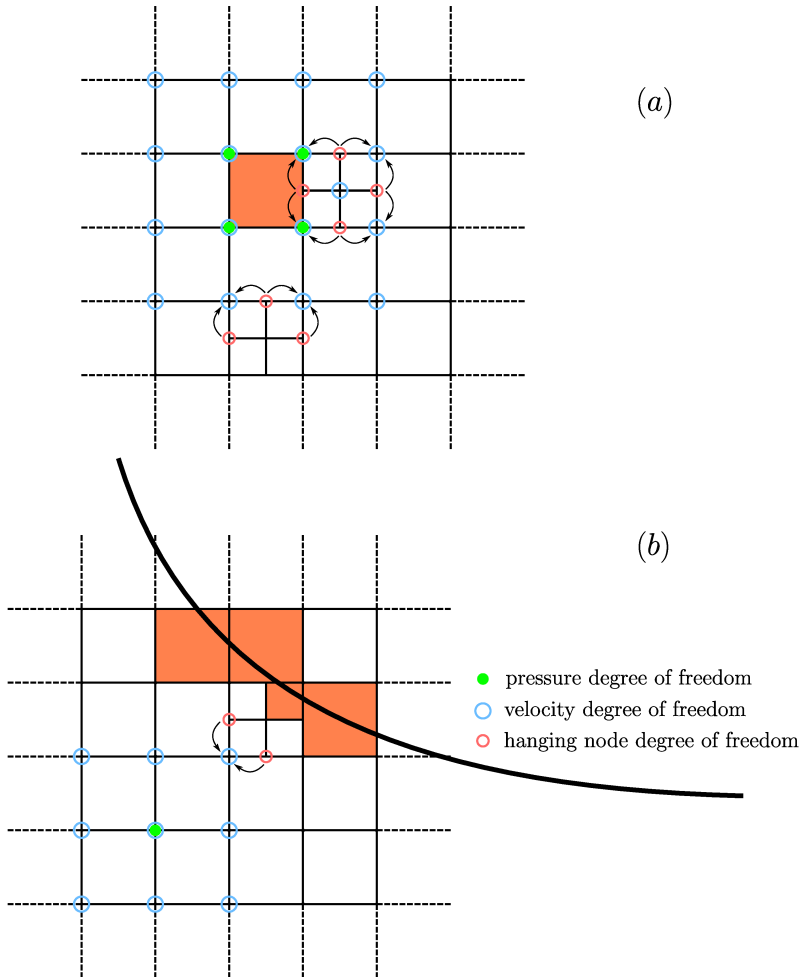 (a)
(b)
pressure degree of freedom
velocity degree of freedom
hanging node degree of freedom